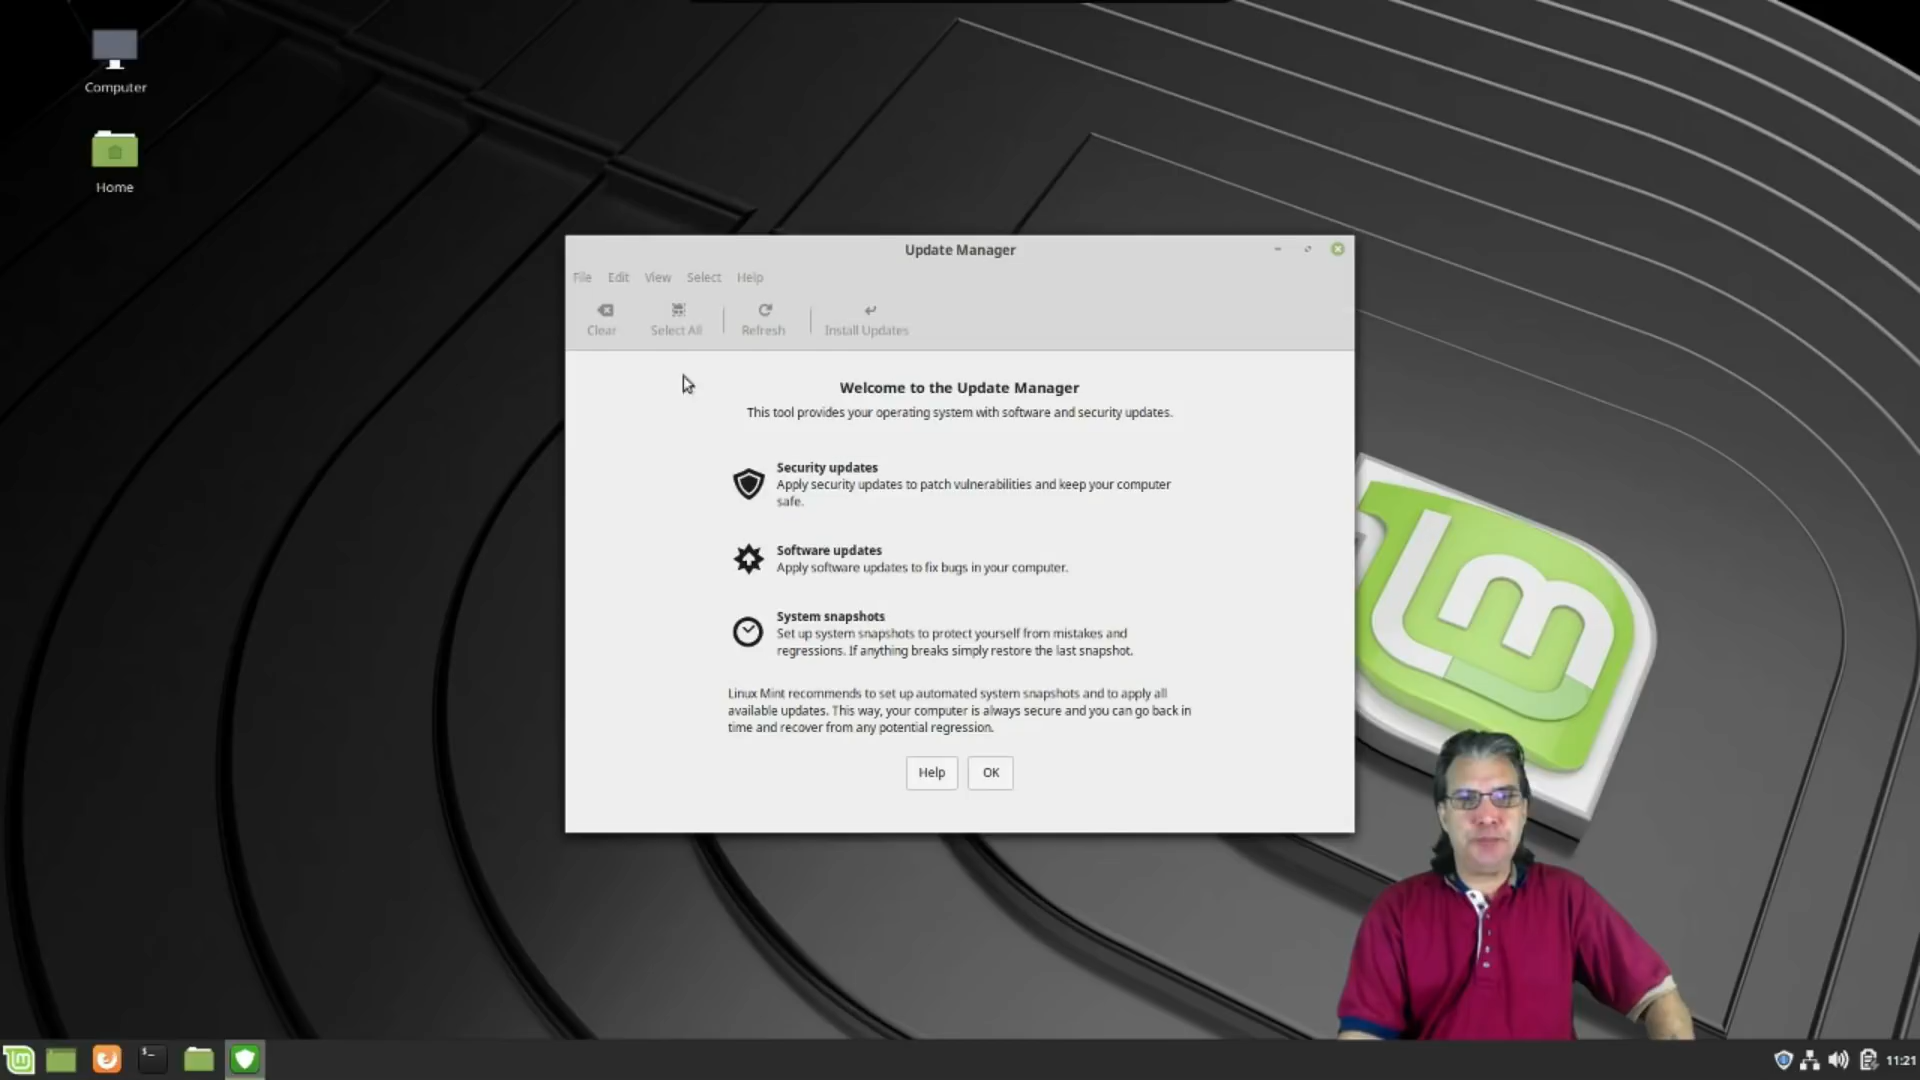 Computer
Home
Update Manager
File Edit View Select Help
Clear Select All Refresh Install Updates
Welcome to the Update Manager
This tool provides your operating system with software and security updates.
Security updates
Apply security updates to patch vulnerabilities and keep your computer
safe.
Software updates
Apply software updates to fix bugs in your computer.
System snapshots
Set up system snapshots to protect yourself from mistakes and
regressions. If anything breaks simply restore the last snapshot.
Linux Mint recommends to set up automated system snapshots and to apply all
available updates. This way, your computer is always secure and you can go back in
time and recover from any potential regression.
Help OK
11:21